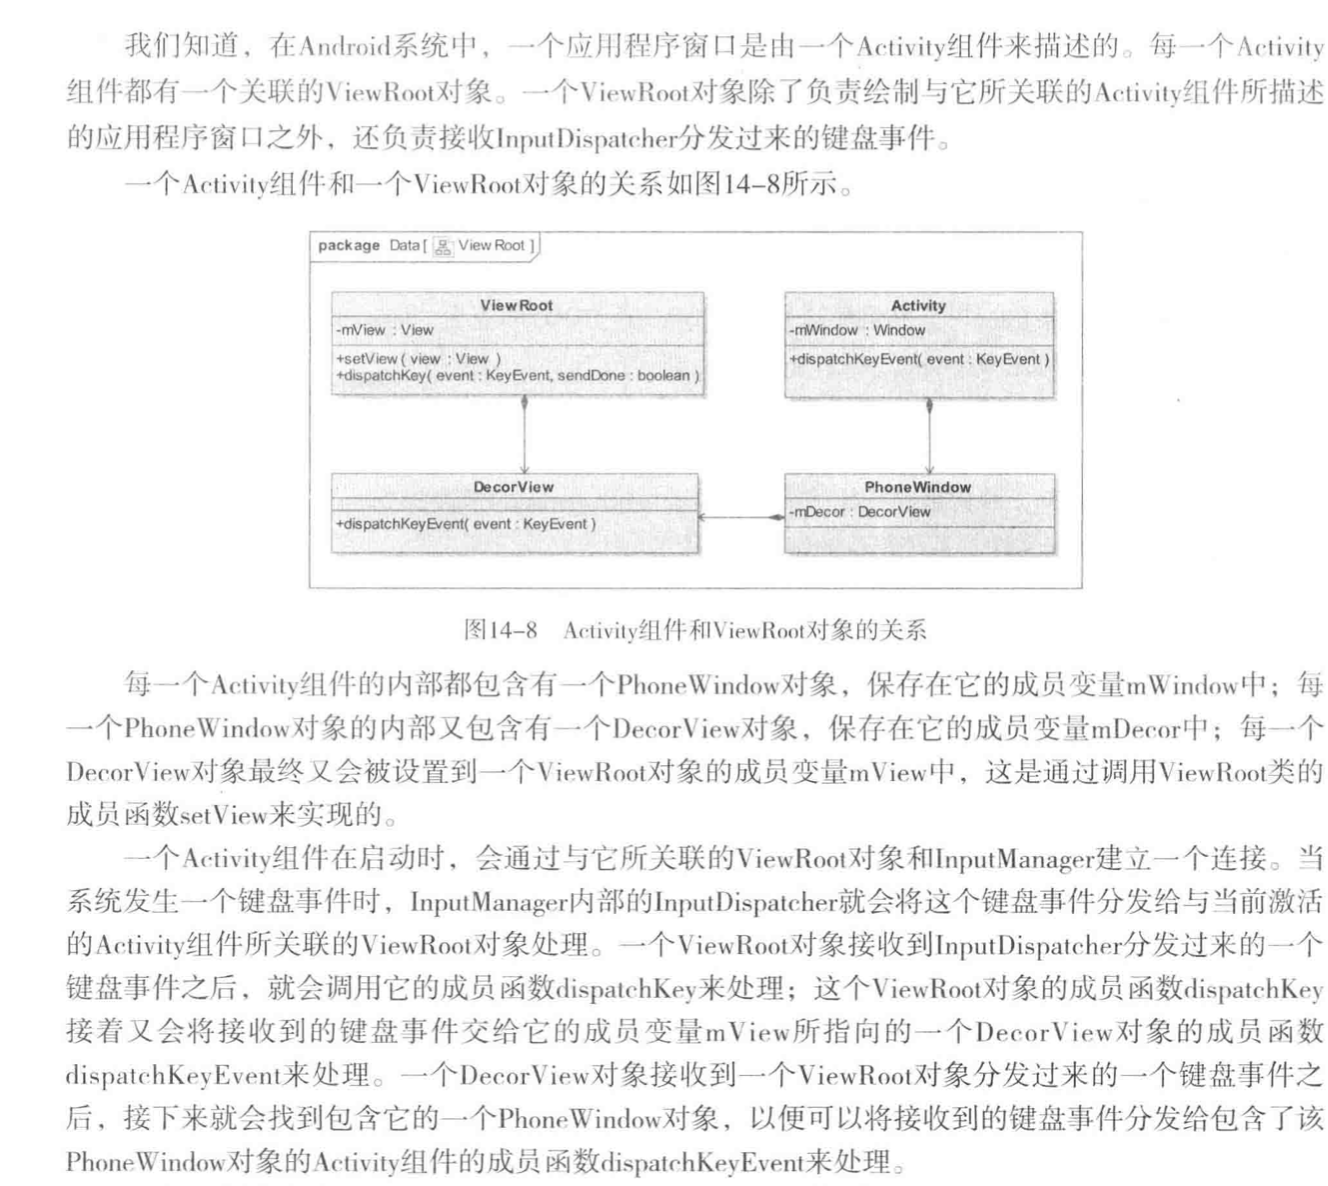 我们知道，在Android系统中，一个应用程序窗口是由一个Activity组件来描述的。每一个Activity
组件都有一个关联的ViewRoot对象。一个ViewRoot对象除了负责绘制与它所关联的Activity组件所描述
的应用程序窗口之外，还负责接收InputDispatcher分发过来的键盘事件。
一个Activity组件和一个ViewRoot对象的关系如图14-8所示。
package Data [ View Root ]
ViewRoot
-mView : View
+setView ( view : View )
+dispatchKey( event : KeyEvent, sendDone : boolean )
Activity
-mWindow : Window
+dispatchKeyEvent( event : KeyEvent )
DecorView
+dispatchKeyEvent( event : KeyEvent )
PhoneWindow
-mDecor : DecorView
图14-8 Activity组件和ViewRoot对象的关系
每一个Activity组件的内部都包含有一个PhoneWindow对象，保存在它的成员变量mWindow中；每
一个PhoneWindow对象的内部又包含有一个DecorView对象，保存在它的成员变量mDecor中；每一个
DecorView对象最终又会被设置到一个ViewRoot对象的成员变量mView中，这是通过调用ViewRoot类的
成员函数setView来实现的。
一个Activity组件在启动时，会通过与它所关联的ViewRoot对象和InputManager建立一个连接。当
系统发生一个键盘事件时，InputManager内部的InputDispatcher就会将这个键盘事件分发给与当前激活
的Activity组件所关联的ViewRoot对象处理。一个ViewRoot对象接收到InputDispatcher分发过来的一个
键盘事件之后，就会调用它的成员函数dispatchKey来处理；这个ViewRoot对象的成员函数dispatchKey
接着又会将接收到的键盘事件交给它的成员变量mView所指向的一个DecorView对象的成员函数
dispatchKeyEvent来处理。一个DecorView对象接收到一个ViewRoot对象分发过来的一个键盘事件之
后，接下来就会找到包含它的一个PhoneWindow对象，以便可以将接收到的键盘事件分发给包含了该
PhoneWindow对象的Activity组件的成员函数dispatchKeyEvent来处理。